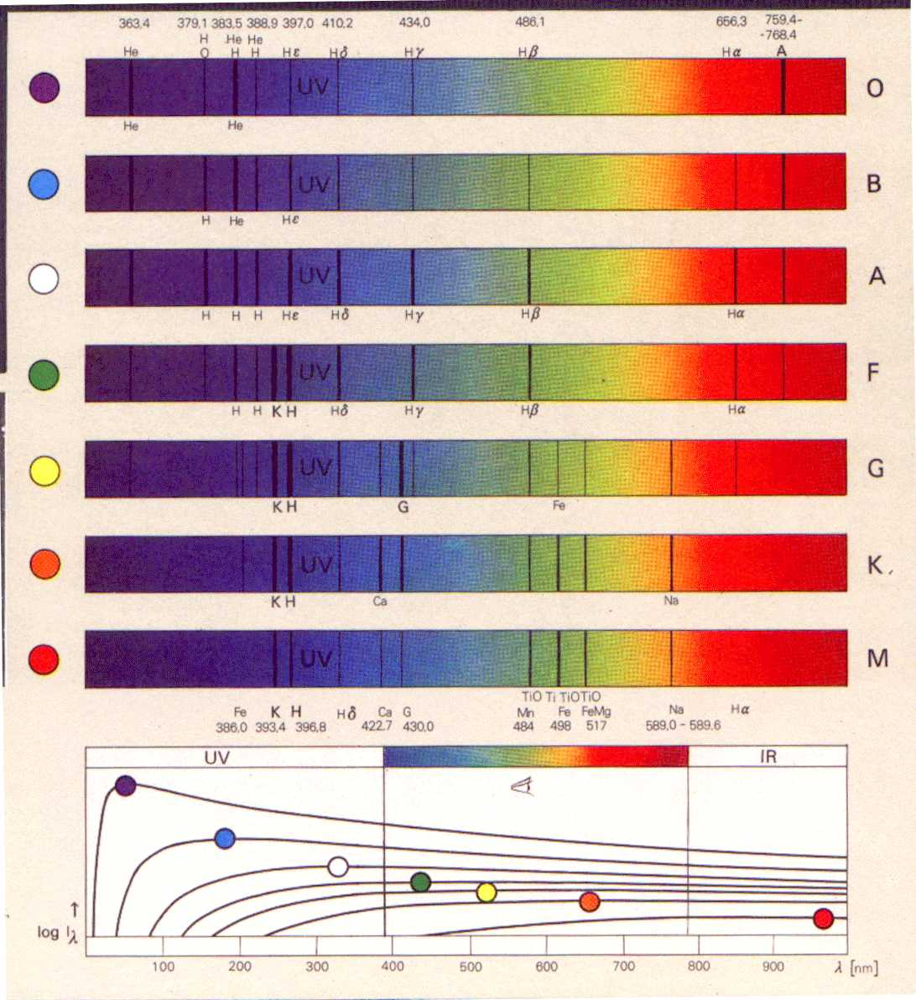 363,4 379,1 383,5 388,9 397,0 410,2 434,0 486,1 656,3 759,4-
-768,4
H He He
He O H H Hε Hδ Hγ Hβ Hα A
UV O
He He
UV B
H He Hε
UV A
H H H Hε Hδ Hγ Hβ Hα
UV F
H H K H Hδ Hγ Hβ Hα
UV G
K H G Fe
UV K
K H Ca Na
UV M
TiO Ti TiO TiO
Fe K H Hδ Ca G Mn Fe FeMg Na Hα
386,0 393,4 396,8 422.7 430,0 484 498 517 589,0 - 589.6
UV IR
↑
log Iλ
100 200 300 400 500 600 700 800 900 λ [nm]